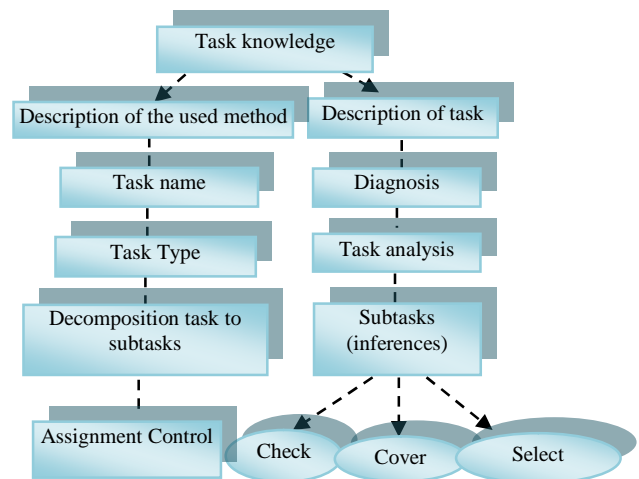 Task knowledge
Description of the used method
Description of task
Task name
Diagnosis
Task Type
Task analysis
Decomposition task to
subtasks
Subtasks
(inferences)
Assignment Control
Check
Cover
Select